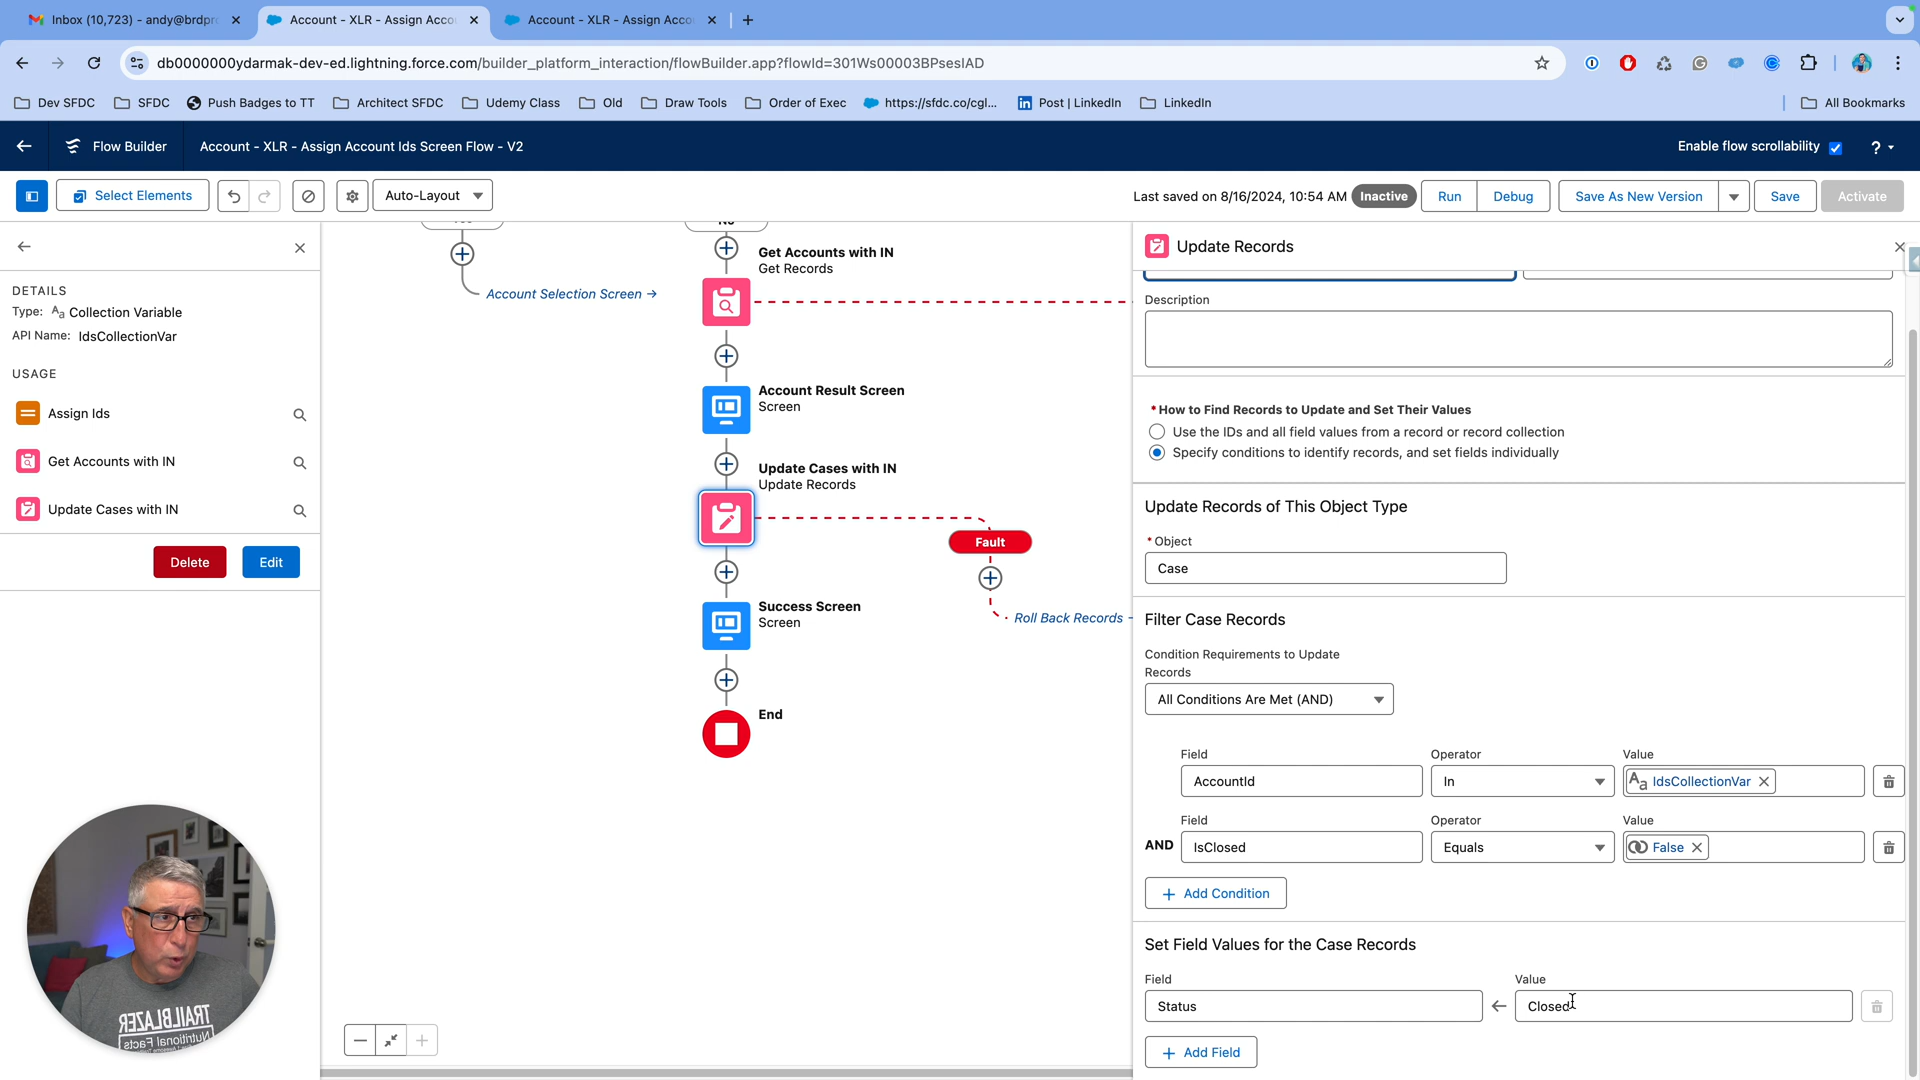 Inbox (10,723) - andy@brdpr
Account - XLR - Assign Acco
Account - XLR - Assign Acco
db0000000ydarmak-dev-ed.lightning.force.com/builder_platform_interaction/flowBuilder.app?flowId=301Ws00003BPsesIAD
Dev SFDC
SFDC
Push Badges to TT
Architect SFDC
Udemy Class
Old
Draw Tools
Order of Exec
https://sfdc.co/cgl...
Post | LinkedIn
LinkedIn
All Bookmarks
Flow Builder
Account - XLR - Assign Account Ids Screen Flow - V2
Enable flow scrollability
?
Select Elements
Auto-Layout
Last saved on 8/16/2024, 10:54 AM
Inactive
Run
Debug
Save As New Version
Save
Activate
DETAILS
Type: Aa Collection Variable
API Name: IdsCollectionVar
USAGE
Assign Ids
Get Accounts with IN
Update Cases with IN
Delete
Edit
No
Account Selection Screen →
Get Accounts with IN
Get Records
Account Result Screen
Screen
Update Cases with IN
Update Records
Fault
Roll Back Records
Success Screen
Screen
End
Update Records
Description
* How to Find Records to Update and Set Their Values
Use the IDs and all field values from a record or record collection
Specify conditions to identify records, and set fields individually
Update Records of This Object Type
* Object
Case
Filter Case Records
Condition Requirements to Update
Records
All Conditions Are Met (AND)
Field Operator Value
AccountId In Aa IdsCollectionVar
Field Operator Value
AND IsClosed Equals False
+ Add Condition
Set Field Values for the Case Records
Field Value
Status ← Closed
+ Add Field
TRAILBLAZER
Nutritional Facts